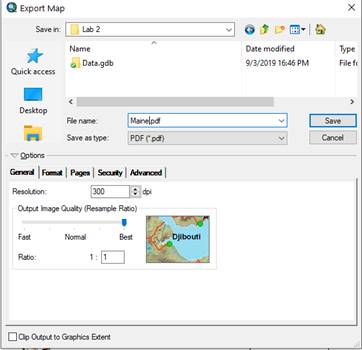 Export Map
Save in: Lab 2
Name Date modified Type
Data.gdb 9/3/2019 16:46 PM File fo
Quick access
Desktop
File name: Maine.pdf Save
Save as type: PDF (*.pdf) Cancel
Options
General Format Pages Security Advanced
Resolution: 300 dpi
Output Image Quality (Resample Ratio)
Fast Normal Best
Djibouti
Ratio: 1 : 1
Clip Output to Graphics Extent